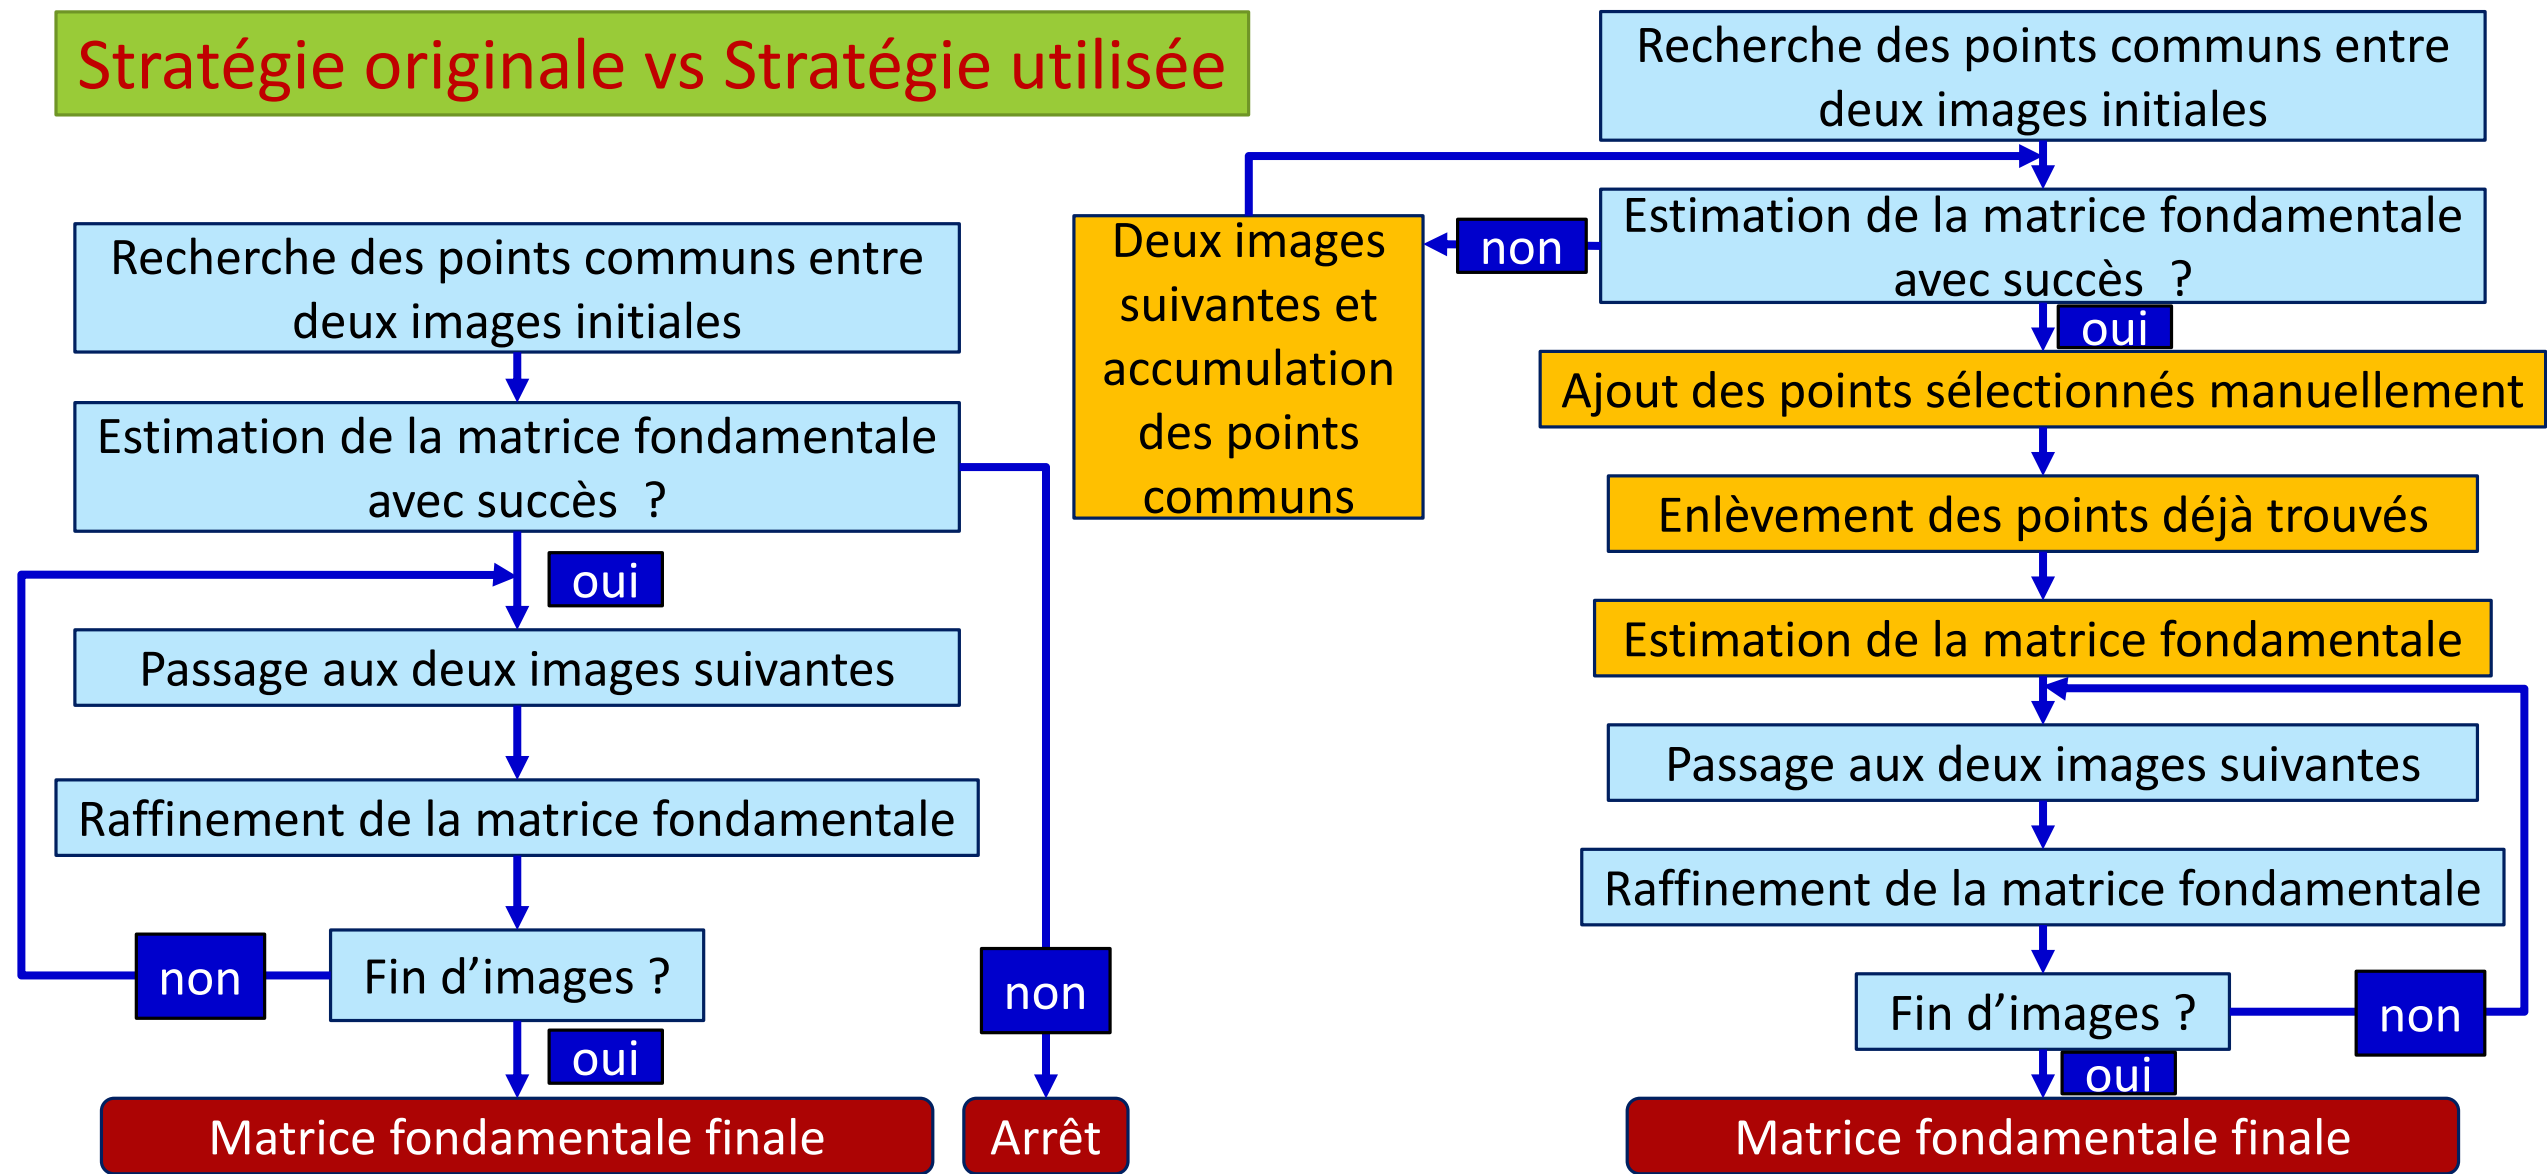 Stratégie originale vs Stratégie utilisée
Recherche des points communs entre
deux images initiales
Estimation de la matrice fondamentale
avec succès ?
oui
Passage aux deux images suivantes
Raffinement de la matrice fondamentale
Fin d’images ?
non
oui
Matrice fondamentale finale
non
Arrêt
Recherche des points communs entre
deux images initiales
Estimation de la matrice fondamentale
avec succès ?
non
Deux images
suivantes et
accumulation
des points
communs
oui
Ajout des points sélectionnés manuellement
Enlèvement des points déjà trouvés
Estimation de la matrice fondamentale
Passage aux deux images suivantes
Raffinement de la matrice fondamentale
Fin d’images ?
non
oui
Matrice fondamentale finale